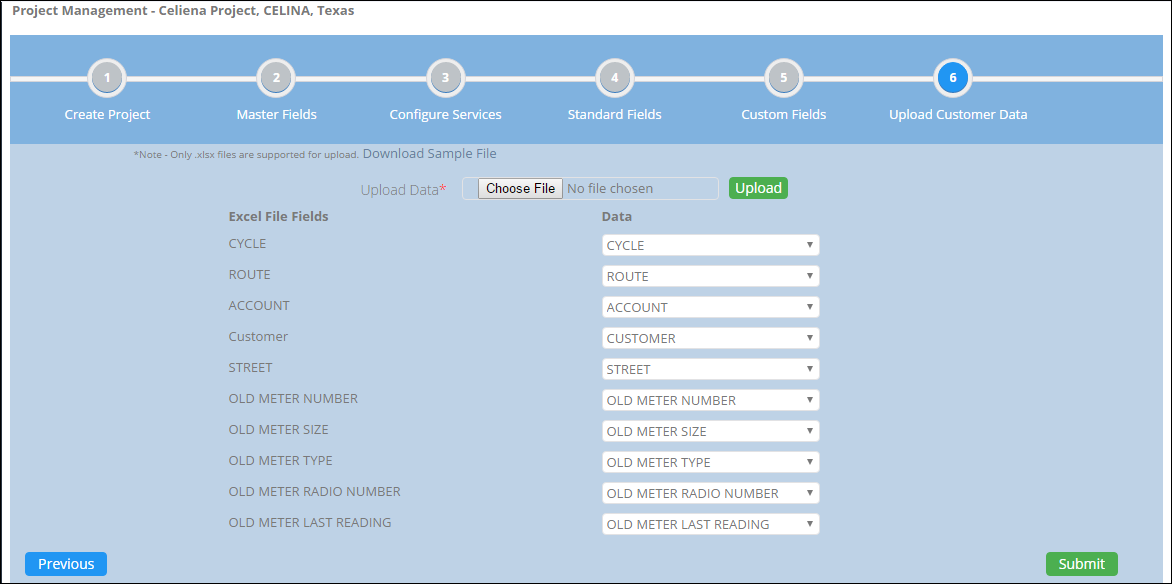 Project Management - Celiena Project, CELINA, Texas
1 2 3 4 5 6
Create Project Master Fields Configure Services Standard Fields Custom Fields Upload Customer Data
*Note - Only .xlsx files are supported for upload. Download Sample File
Upload Data* Choose File No file chosen Upload
Excel File Fields Data
CYCLE CYCLE
ROUTE ROUTE
ACCOUNT ACCOUNT
Customer CUSTOMER
STREET STREET
OLD METER NUMBER OLD METER NUMBER
OLD METER SIZE OLD METER SIZE
OLD METER TYPE OLD METER TYPE
OLD METER RADIO NUMBER OLD METER RADIO NUMBER
OLD METER LAST READING OLD METER LAST READING
Previous Submit